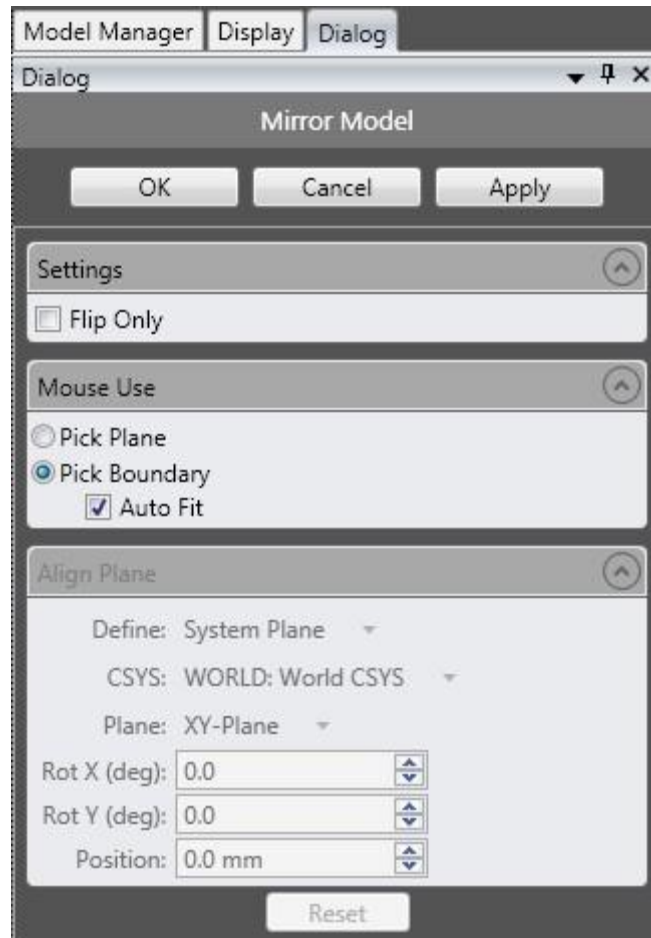 Model Manager Display Dialog
Dialog
Mirror Model
OK Cancel Apply
Settings
Flip Only
Mouse Use
Pick Plane
Pick Boundary
Auto Fit
Align Plane
Define: System Plane
CSYS: WORLD: World CSYS
Plane: XY-Plane
Rot X (deg): 0.0
Rot Y (deg): 0.0
Position: 0.0 mm
Reset